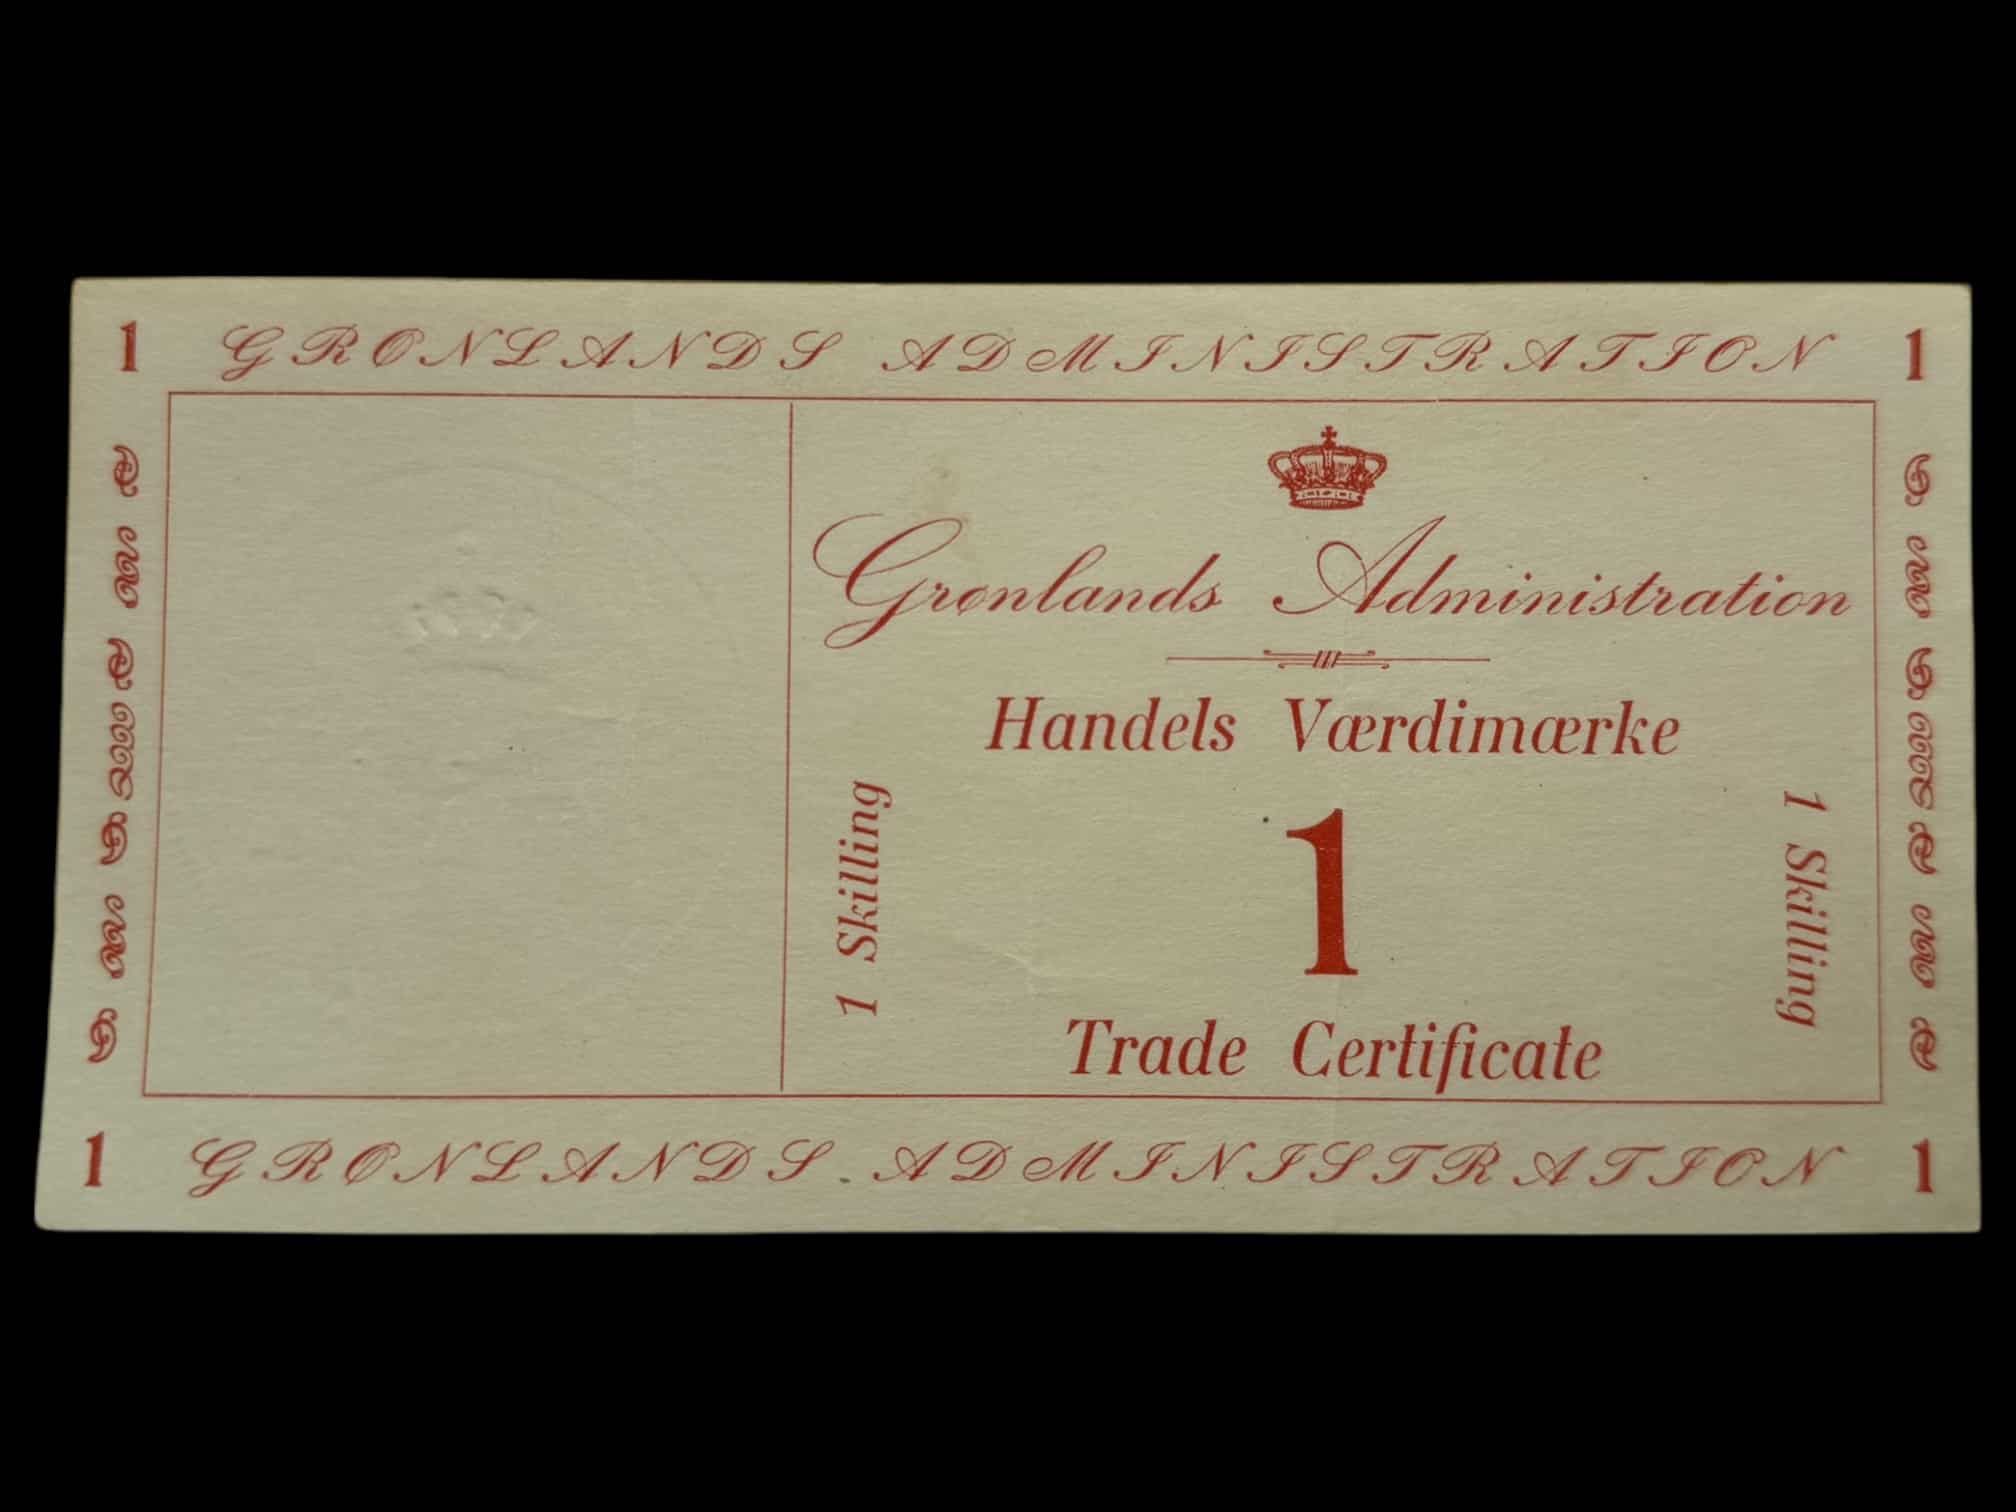 1 GRØNLANDS ADMINISTRATION 1
Grønlands Administration
Handels Værdimærke
1 Skilling
1
1 Skilling
Trade Certificate
1 GRØNLANDS ADMINISTRATION 1